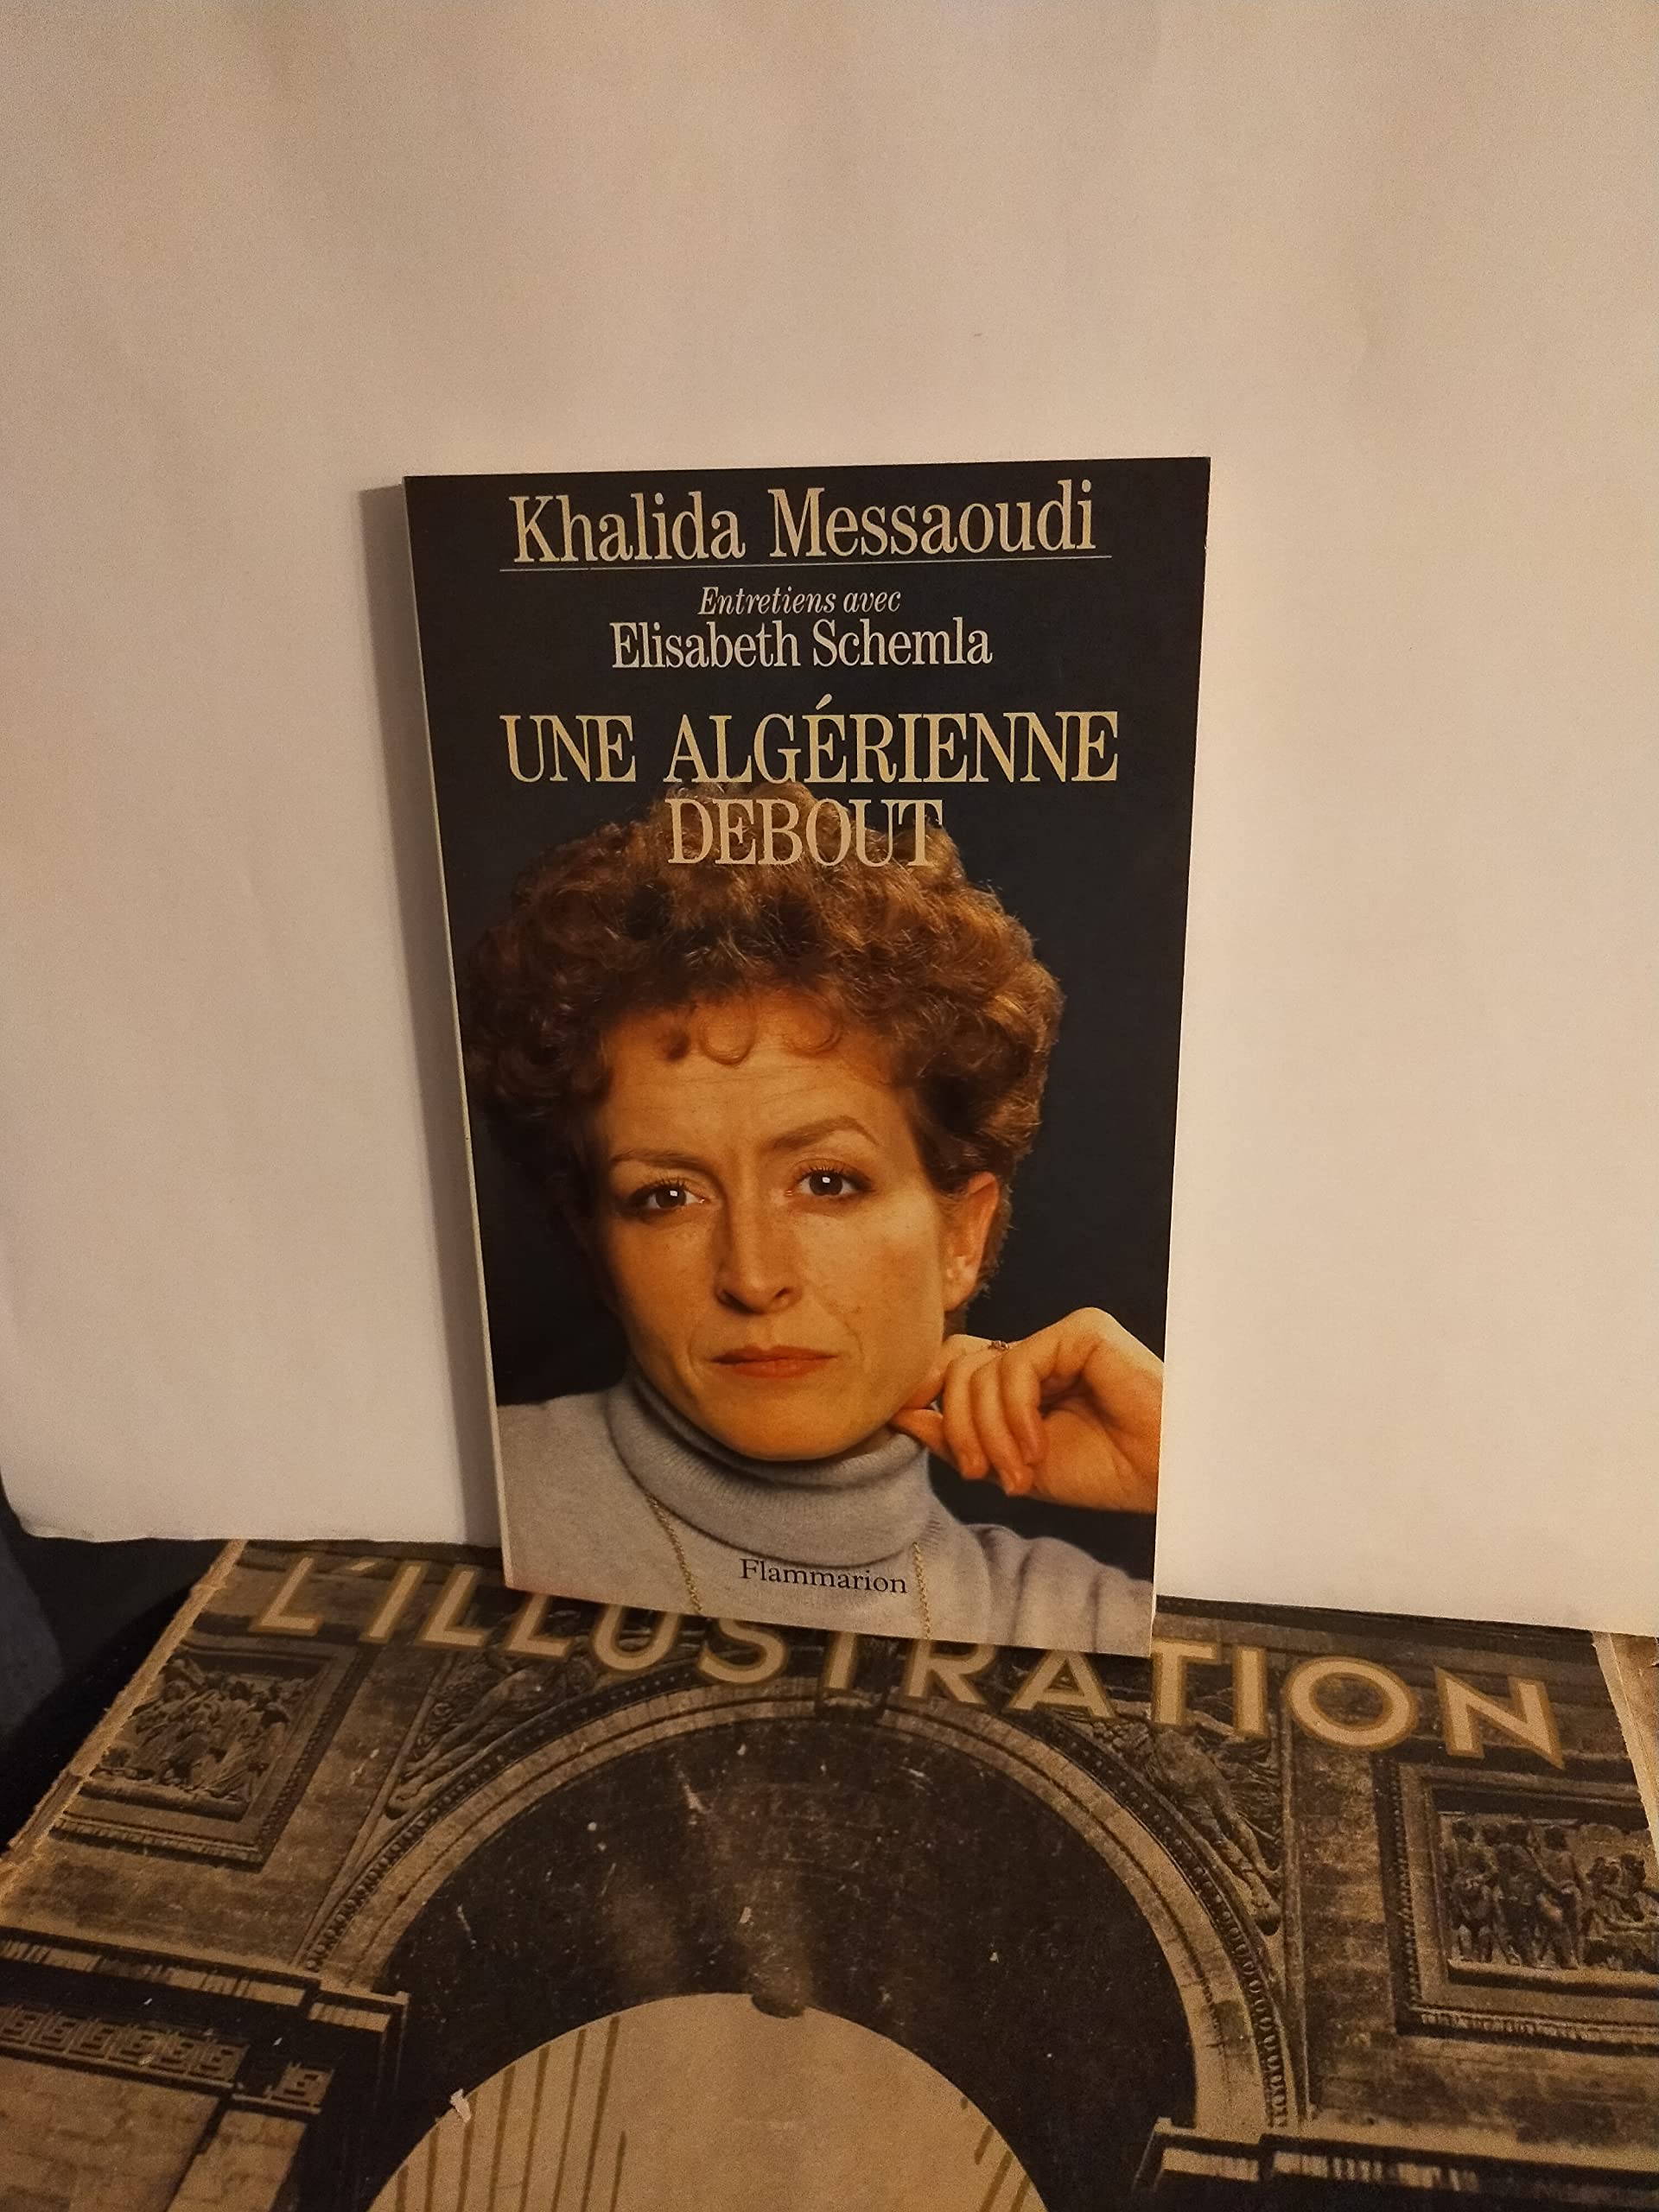 Khalida Messaoudi
Entretiens avec
Elisabeth Schemla
UNE ALGÉRIENNE
DEBOUT
Flammarion
L'ILLUSTRATION